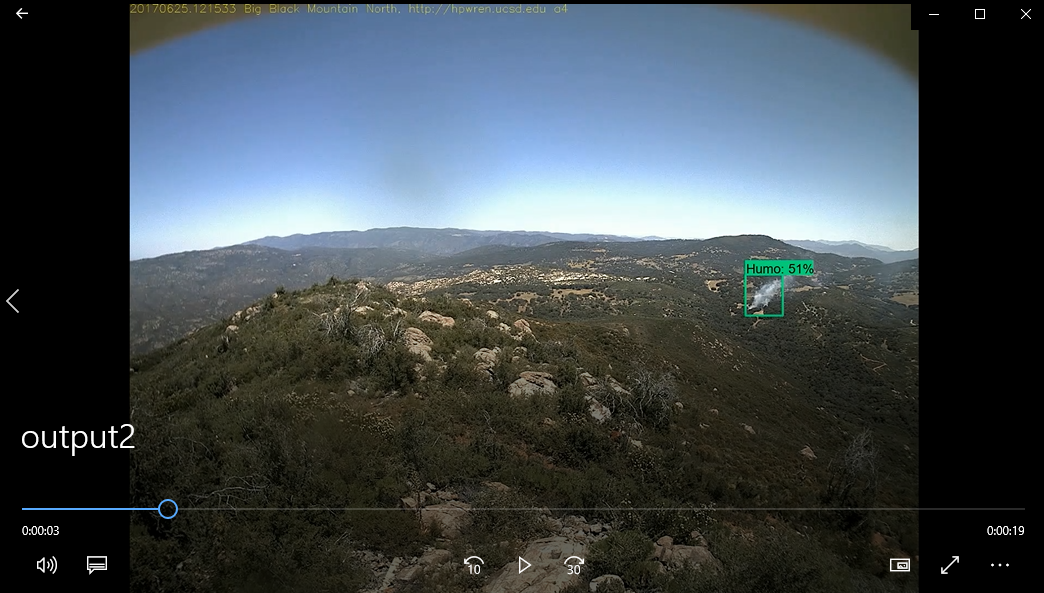 20170625.121533 Big Black Mountain North, http://hpwren.ucsd.edu a4
Humo: 51%
output2
0:00:03
0:00:19
10
30